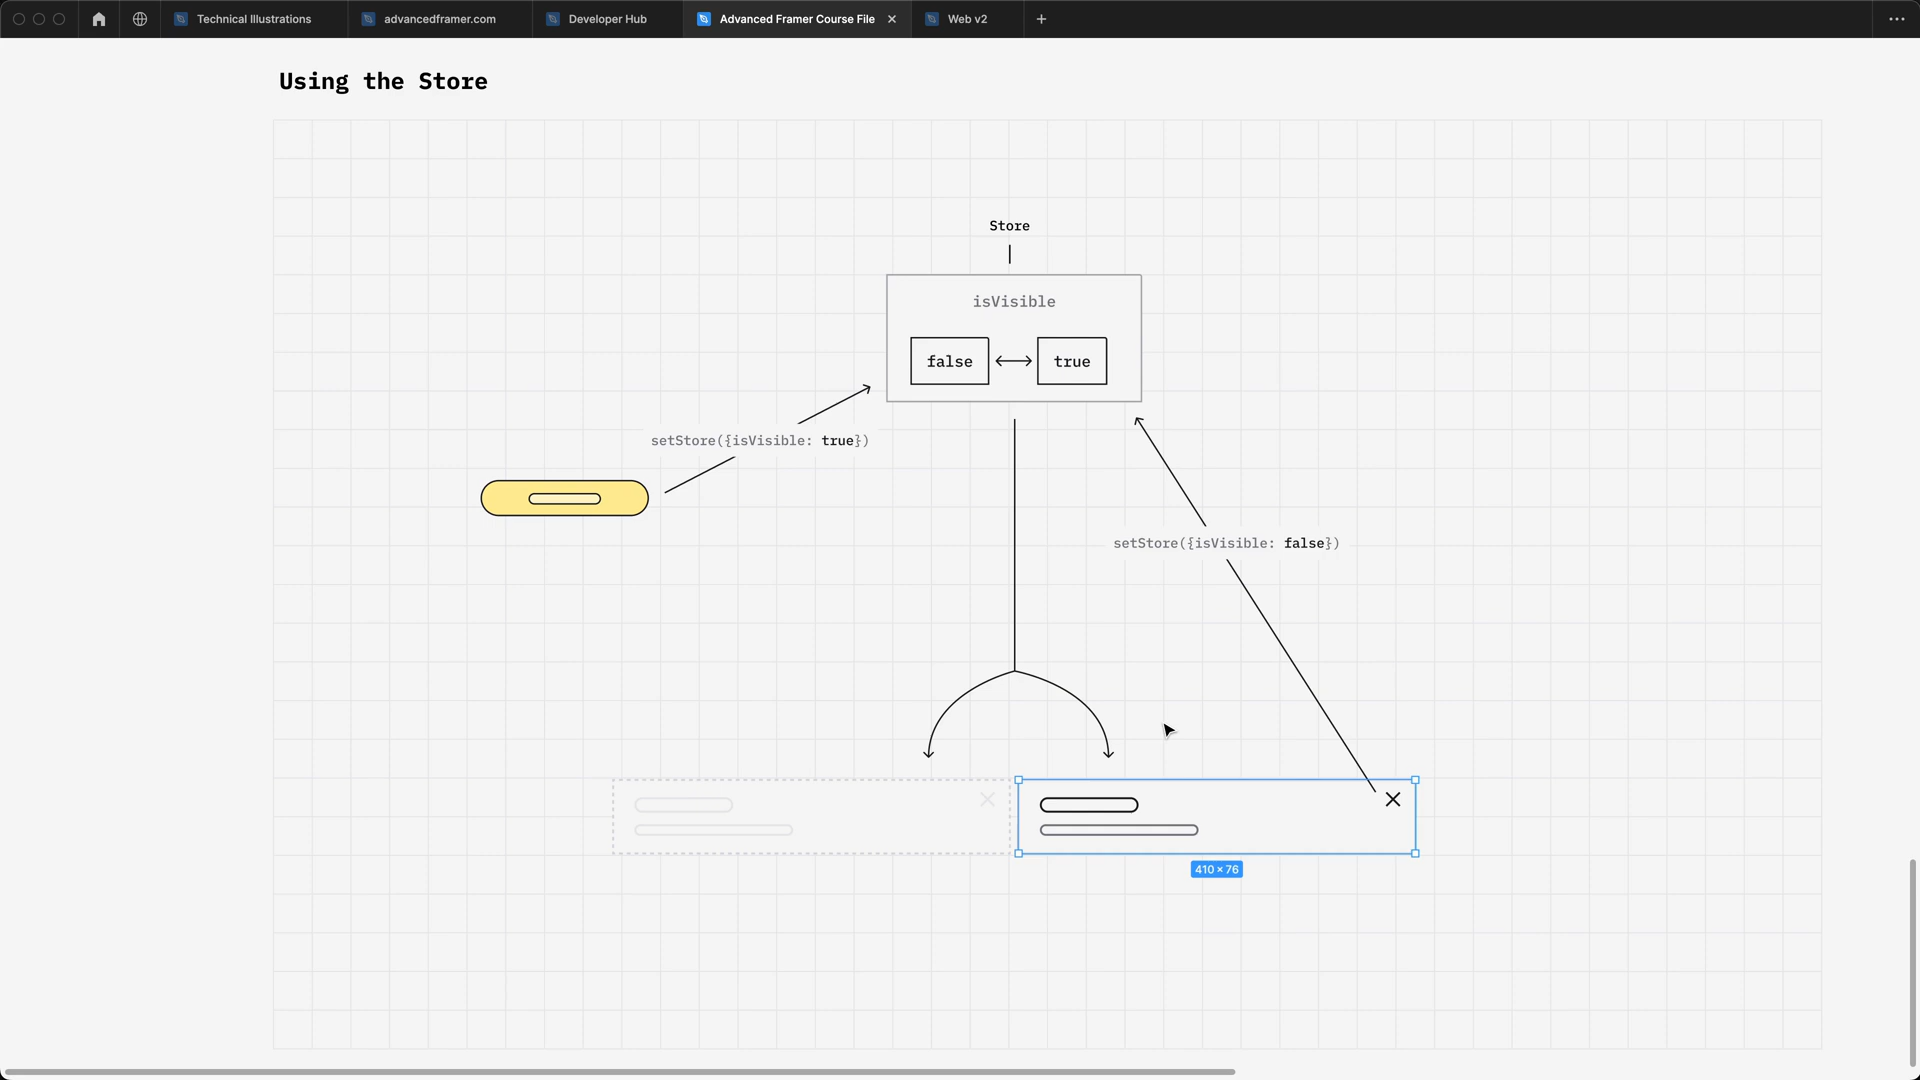 Technical Illustrations
advancedframer.com
Developer Hub
Advanced Framer Course File
Web v2
Using the Store
Store
isVisible
false
true
setStore({isVisible: true})
setStore({isVisible: false})
410 × 76